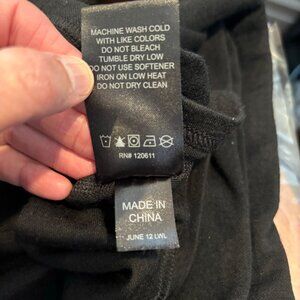 MACHINE WASH COLD
WITH LIKE COLORS
DO NOT BLEACH
TUMBLE DRY LOW
DO NOT USE SOFTENER
IRON ON LOW HEAT
DO NOT DRY CLEAN
RN# 120611
MADE IN
CHINA
JUNE 12 LWL